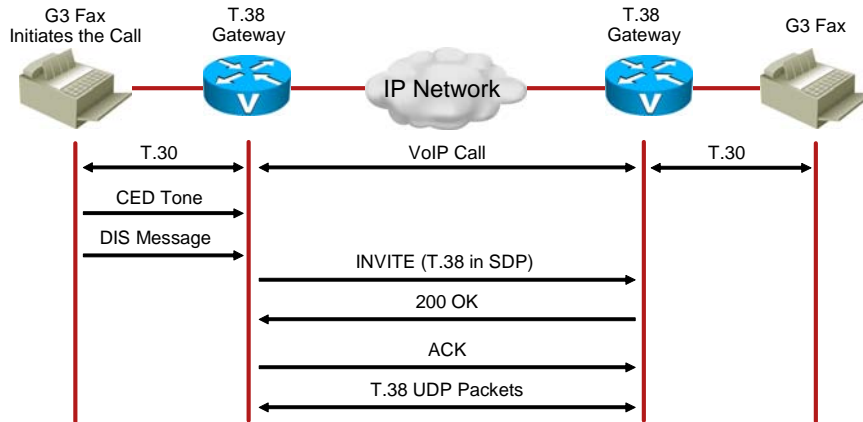 G3 Fax
Initiates the Call
T.38
Gateway
T.38
Gateway
G3 Fax
IP Network
V
V
T.30
VoIP Call
T.30
CED Tone
DIS Message
INVITE (T.38 in SDP)
200 OK
ACK
T.38 UDP Packets